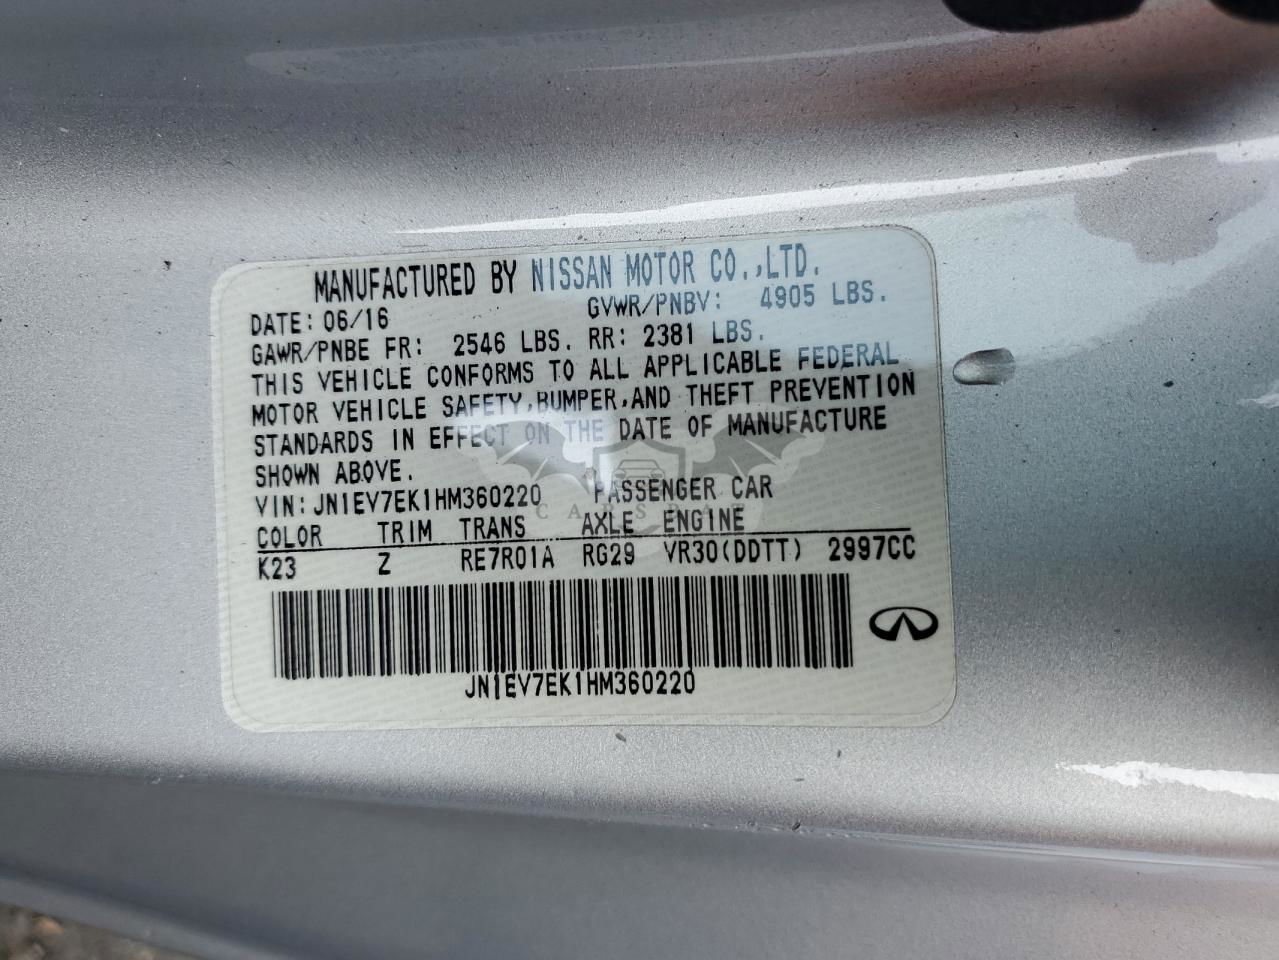 MANUFACTURED BY NISSAN MOTOR CO.,LTD.
DATE: 06/16 GVWR/PNBV: 4905 LBS.
GAWR/PNBE FR: 2546 LBS. RR: 2381 LBS.
THIS VEHICLE CONFORMS TO ALL APPLICABLE FEDERAL
MOTOR VEHICLE SAFETY,BUMPER,AND THEFT PREVENTION
STANDARDS IN EFFECT ON THE DATE OF MANUFACTURE
SHOWN ABOVE.
VIN: JN1EV7EK1HM360220 PASSENGER CAR
COLOR TRIM TRANS AXLE ENGINE
K23 Z RE7R01A RG29 VR30(DDTT) 2997CC
JN1EV7EK1HM360220